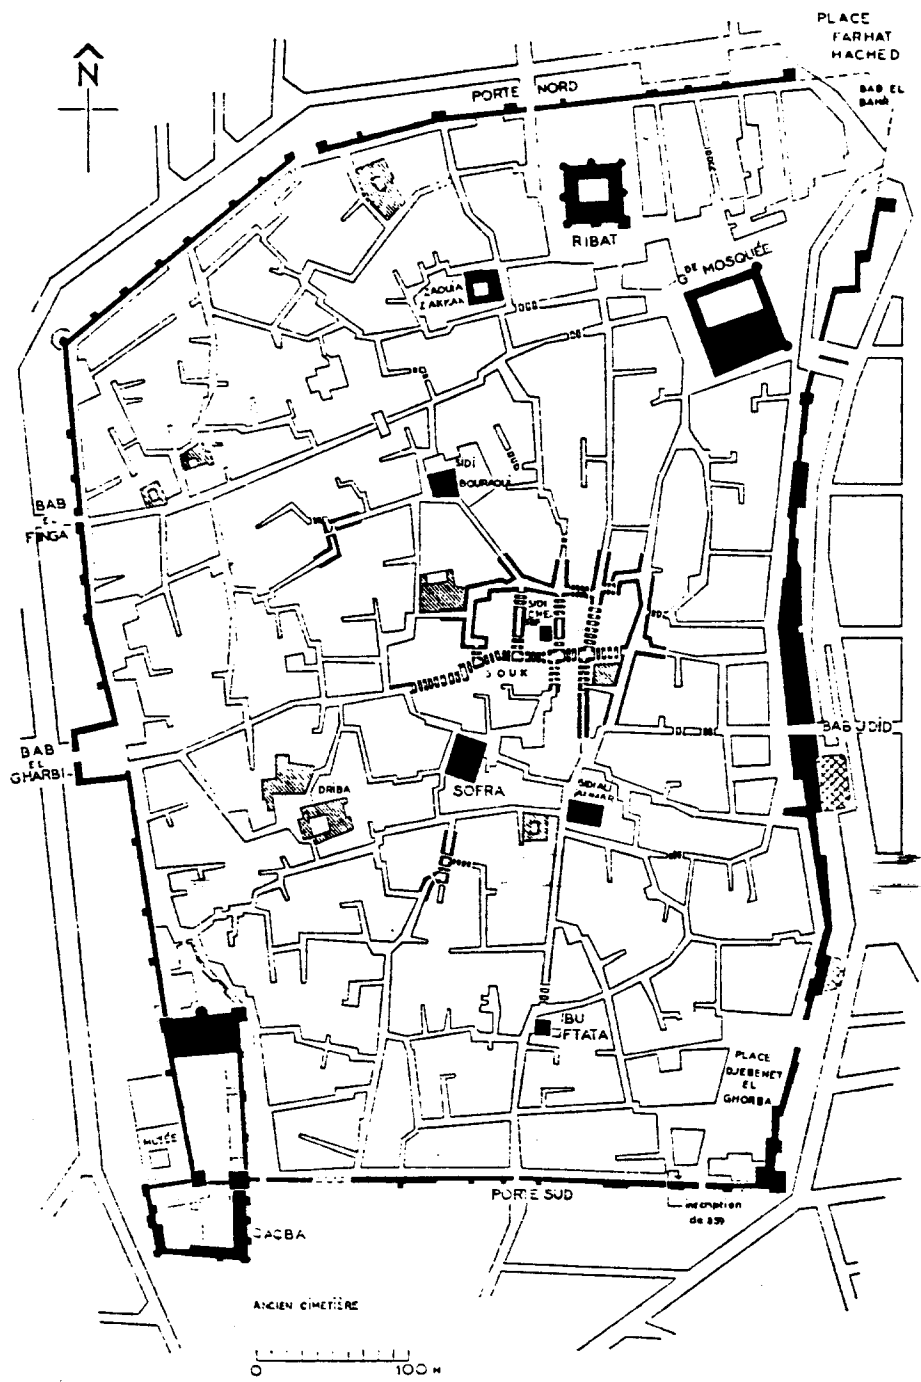 PLACE
FARHAT
HACHED
N
PORTE NORD
BAB EL
BAHR
RIBAT
GDE MOSQUÉE
ZAOUIA
ZAKKAK
SIDI
BOURAOUI
BAB
EL
FINGA
SIDI
SOUK
BAB JDID
BAB
EL
GHARBI
DRIBA
SOFRA
SIDI ALI
BU
FTATA
PLACE
DJEBENET
EL
GHORBA
MUSÉE
PORTE SUD
inscription
de 859
CASBA
ANCIEN CIMETIÈRE
0 100 M